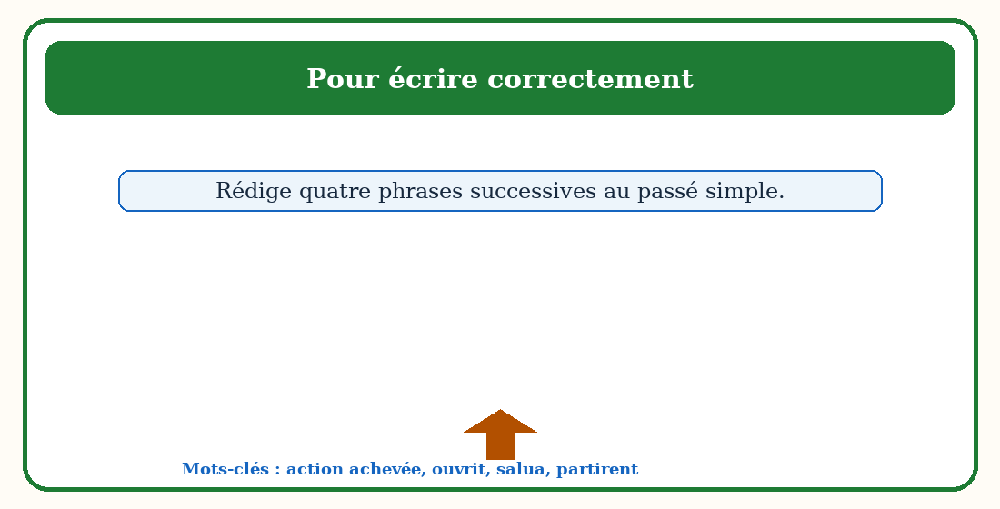 Pour écrire correctement
Rédige quatre phrases successives au passé simple.
Mots-clés : action achevée, ouvrit, salua, partirent